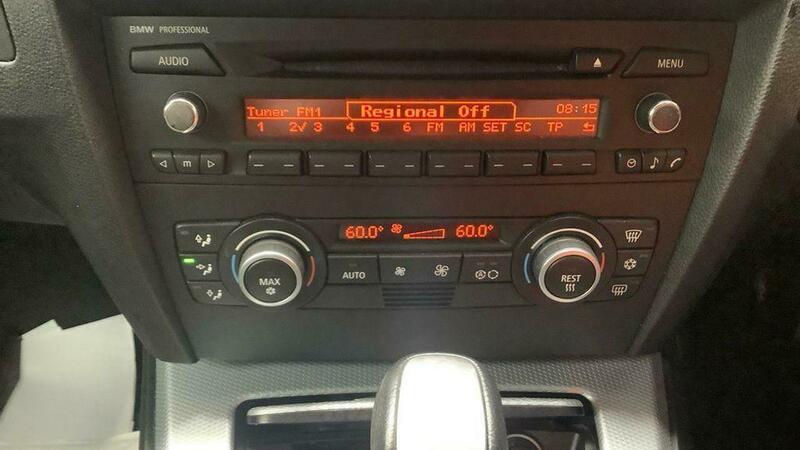 BMW PROFESSIONAL
AUDIO
MENU
Tuner FM1 Regional Off 08:15
1 2√ 3 4 5 6 FM AM SET SC TP
m
60.0° 60.0°
MAX
AUTO
REST